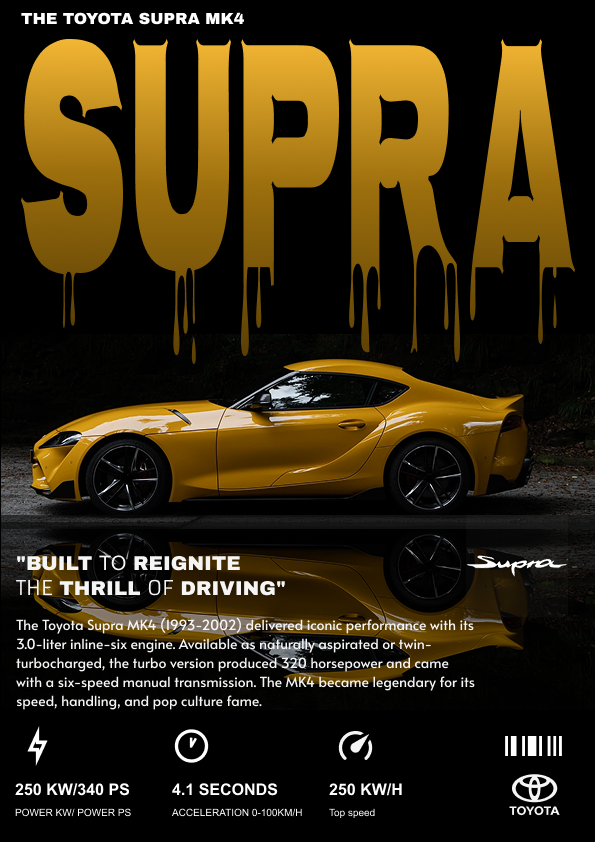 THE TOYOTA SUPRA MK4
SUPRA
"BUILT TO REIGNITE
THE THRILL OF DRIVING"
Supra
The Toyota Supra MK4 (1993-2002) delivered iconic performance with its
3.0-liter inline-six engine. Available as naturally aspirated or twin-
turbocharged, the turbo version produced 320 horsepower and came
with a six-speed manual transmission. The MK4 became legendary for its
speed, handling, and pop culture fame.
250 KW/340 PS
POWER KW/ POWER PS
4.1 SECONDS
ACCELERATION 0-100KM/H
250 KW/H
Top speed
TOYOTA